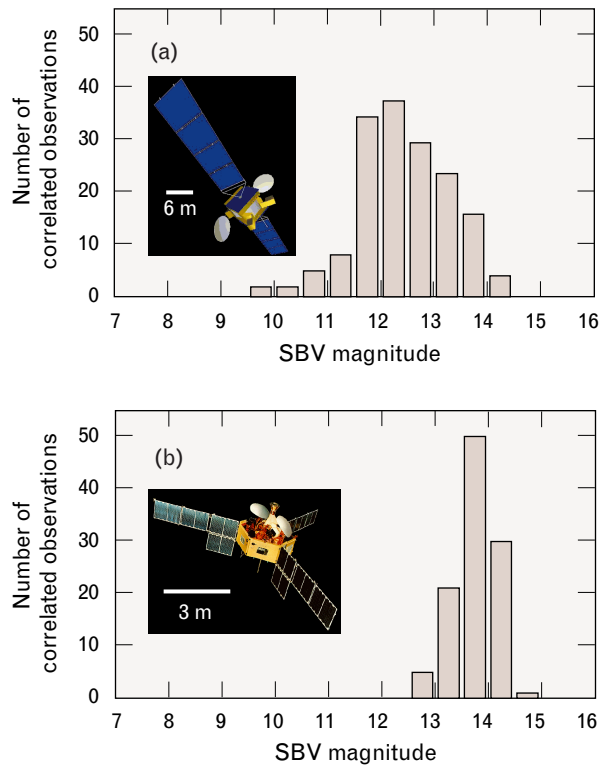 (a)
50
40
30
20
10
0
Number of
correlated observations
6 m
7 8 9 10 11 12 13 14 15 16
SBV magnitude
(b)
50
40
30
20
10
0
Number of
correlated observations
3 m
7 8 9 10 11 12 13 14 15 16
SBV magnitude